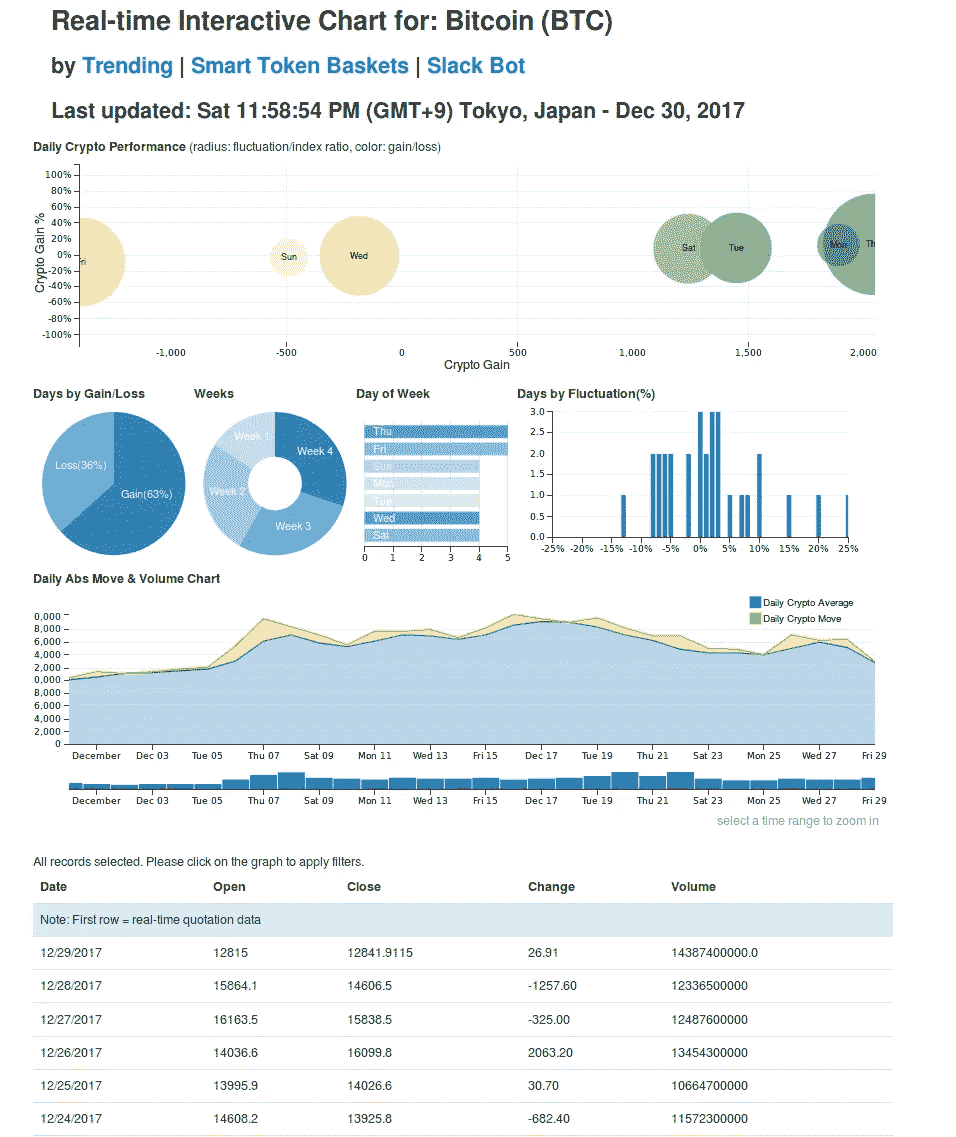 Real-time Interactive Chart for: Bitcoin (BTC)
by Trending | Smart Token Baskets | Slack Bot
Last updated: Sat 11:58:54 PM (GMT+9) Tokyo, Japan - Dec 30, 2017
Daily Crypto Performance (radius: fluctuation/index ratio, color: gain/loss)
Crypto Gain %
100%
80%
60%
40%
20%
0%
-20%
-40%
-60%
-80%
-100%
Sun
Wed
Sat
Tue
Mon
Th
-1,000 -500 0 500 1,000 1,500 2,000
Crypto Gain
Days by Gain/Loss Weeks Day of Week Days by Fluctuation(%)
Loss(36%)
Gain(63%)
Week 1
Week 4
Week 2
Week 3
Thu
Fri
Sun
Mon
Tue
Wed
Sat
0 1 2 3 4 5
3.0
2.5
2.0
1.5
1.0
0.5
0.0
-25% -20% -15% -10% -5% 0% 5% 10% 15% 20% 25%
Daily Abs Move & Volume Chart
Daily Crypto Average
Daily Crypto Move
0,000
8,000
6,000
4,000
2,000
0,000
8,000
6,000
4,000
2,000
0
December Dec 03 Tue 05 Thu 07 Sat 09 Mon 11 Wed 13 Fri 15 Dec 17 Tue 19 Thu 21 Sat 23 Mon 25 Wed 27 Fri 29
December Dec 03 Tue 05 Thu 07 Sat 09 Mon 11 Wed 13 Fri 15 Dec 17 Tue 19 Thu 21 Sat 23 Mon 25 Wed 27 Fri 29
select a time range to zoom in
All records selected. Please click on the graph to apply filters.
Date Open Close Change Volume
Note: First row = real-time quotation data
12/29/2017 12815 12841.9115 26.91 14387400000.0
12/28/2017 15864.1 14606.5 -1257.60 12336500000
12/27/2017 16163.5 15838.5 -325.00 12487600000
12/26/2017 14036.6 16099.8 2063.20 13454300000
12/25/2017 13995.9 14026.6 30.70 10664700000
12/24/2017 14608.2 13925.8 -682.40 11572300000